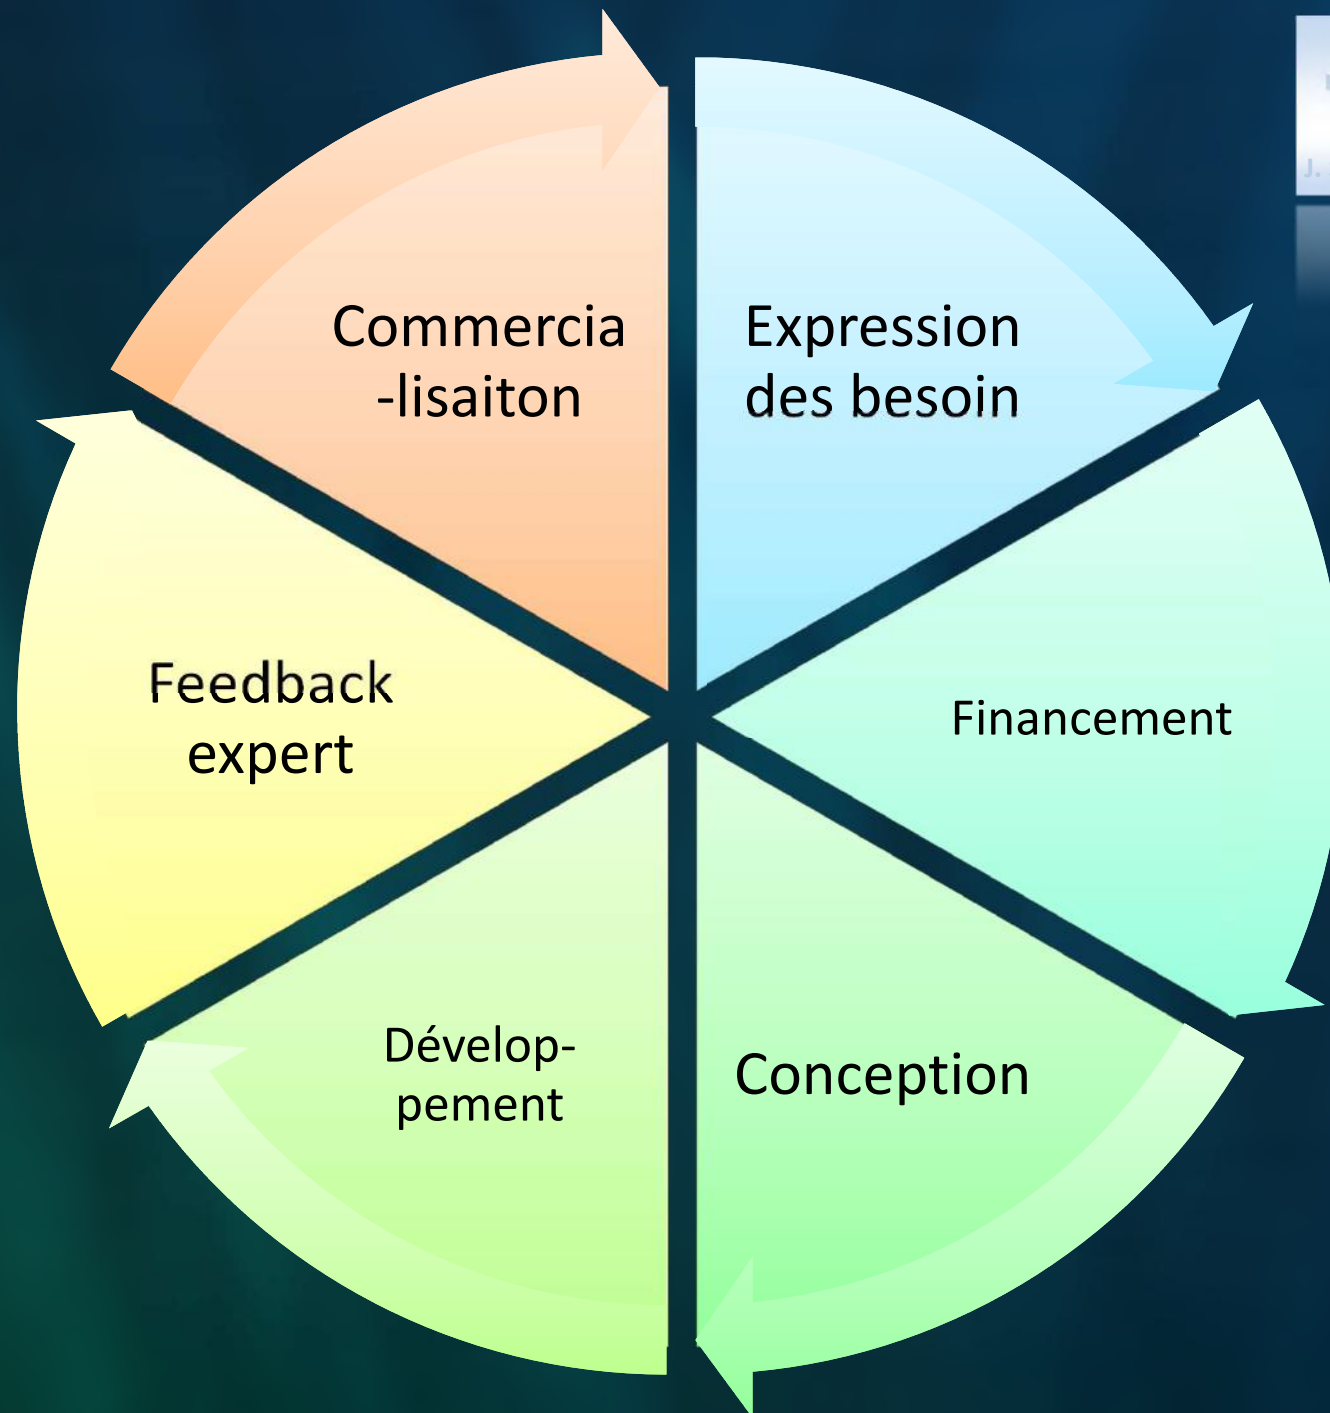 Commercia
-lisaiton
Expression
des besoin
Feedback
expert
Financement
Dévelop-
pement
Conception
J.